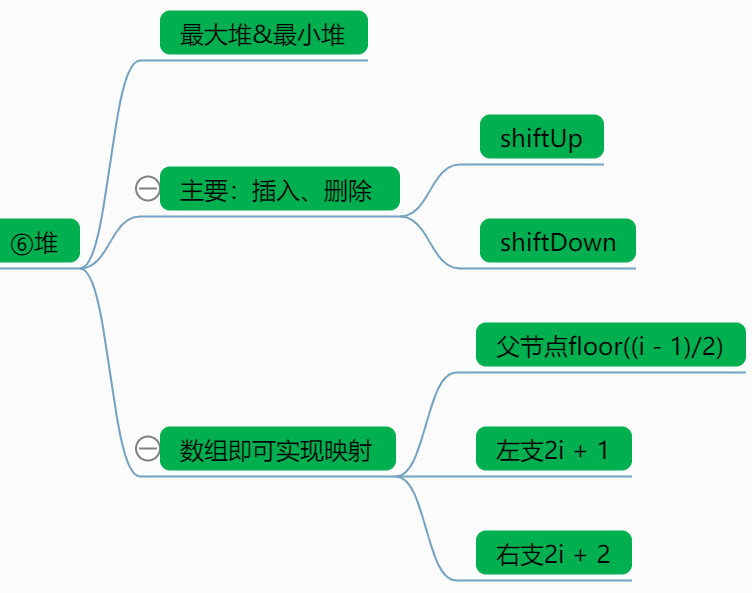 ⑥堆
最大堆&最小堆
主要：插入、删除
shiftUp
shiftDown
数组即可实现映射
父节点floor((i - 1)/2)
左支2i + 1
右支2i + 2